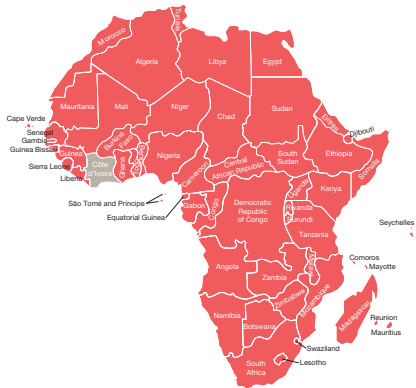 Morocco
Tunisia
Algeria
Libya
Egypt
Mauritania
Mali
Niger
Chad
Sudan
Eritrea
Djibouti
Cape Verde
Senegal
Gambia
Guinea Bissau
Guinea
Sierra Leone
Liberia
Côte
d'Ivoire
Burkina
Faso
Ghana
Nigeria
Cameroon
Central
African Republic
South
Sudan
Ethiopia
Somalia
São Tomé and Príncipe
Equatorial Guinea
Gabon
Congo
Democratic
Republic
of Congo
Uganda
Kenya
Rwanda
Burundi
Tanzania
Seychelles
Comoros
Mayotte
Angola
Zambia
Malawi
Mozambique
Zimbabwe
Madagascar
Reunion
Mauritius
Namibia
Botswana
Swaziland
Lesotho
South
Africa